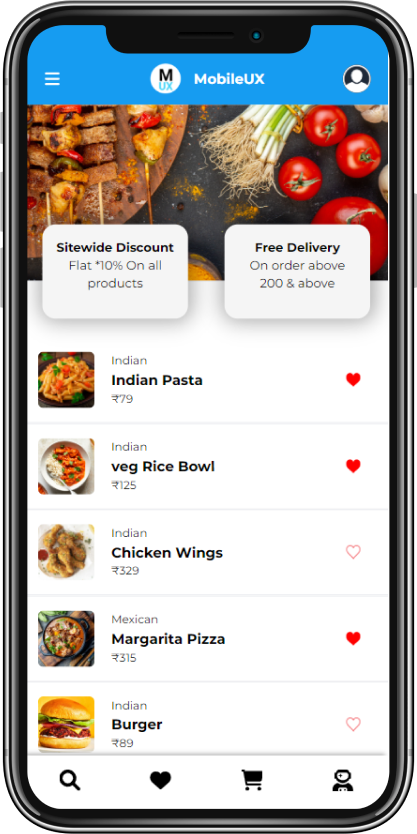 M
UX
MobileUX
Sitewide Discount
Flat *10% On all
products
Free Delivery
On order above
200 & above
Indian
Indian Pasta
₹79
Indian
veg Rice Bowl
₹125
Indian
Chicken Wings
₹329
Mexican
Margarita Pizza
₹315
Indian
Burger
₹89